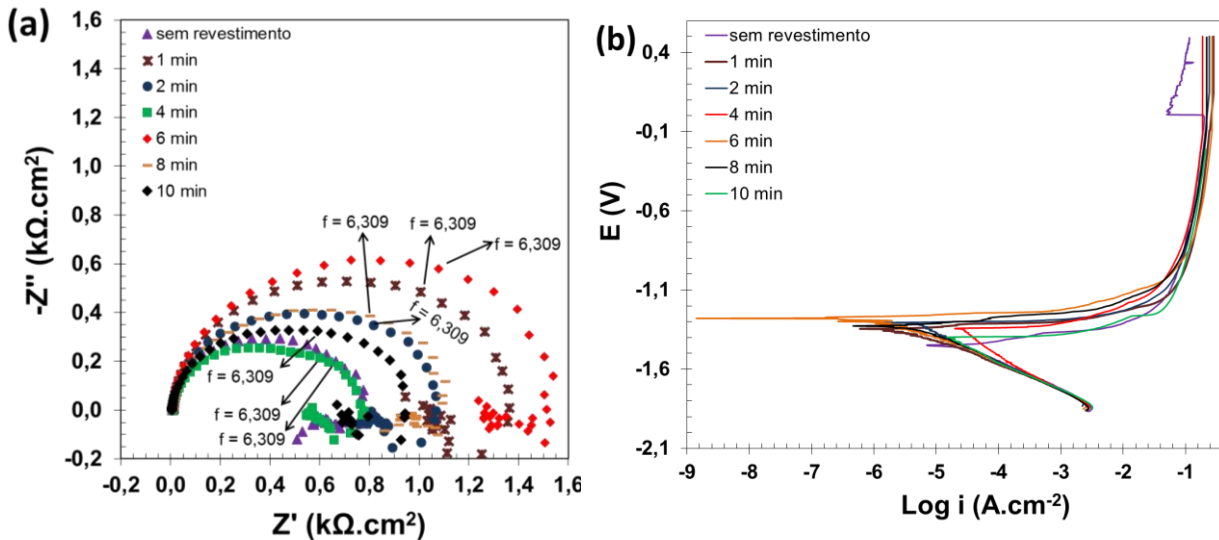 (a)
1,6
1,4
1,2
1,0
0,8
0,6
0,4
0,2
0,0
-0,2
-Z'' (kΩ.cm²)
sem revestimento
1 min
2 min
4 min
6 min
8 min
10 min
f = 6,309
f = 6,309
f = 6,309
f = 6,309
f = 6,309
f = 6,309
f = 6,309
-0,2
0,0
0,2
0,4
0,6
0,8
1,0
1,2
1,4
1,6
Z' (kΩ.cm²)
(b)
0,4
-0,1
-0,6
-1,1
-1,6
-2,1
E (V)
sem revestimento
1 min
2 min
4 min
6 min
8 min
10 min
-9
-8
-7
-6
-5
-4
-3
-2
-1
Log i (A.cm⁻²)